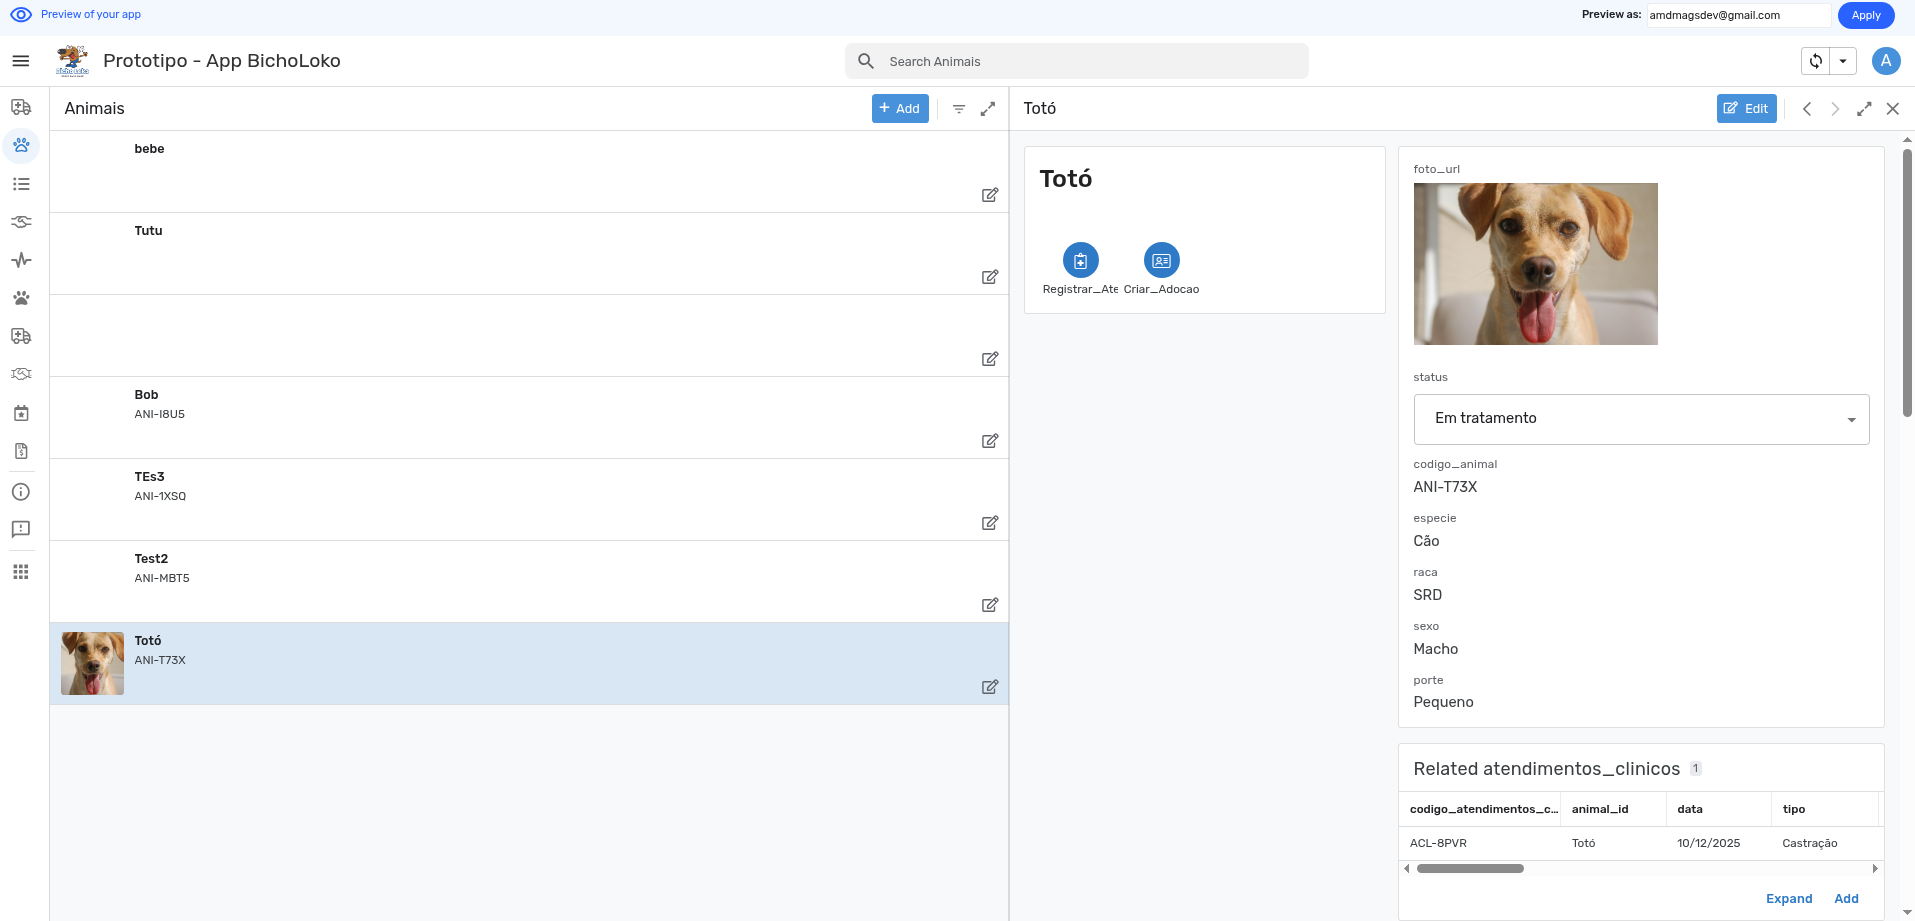 Preview of your app
Preview as: amdmagsdev@gmail.com Apply
Prototipo - App BichoLoko
Search Animais
A
Animais
Add
bebe
Tutu
Bob
ANI-I8U5
TEs3
ANI-1XSQ
Test2
ANI-MBT5
Totó
ANI-T73X
Totó
Edit
Totó
Registrar_Ate
Criar_Adocao
foto_url
status
Em tratamento
codigo_animal
ANI-T73X
especie
Cão
raca
SRD
sexo
Macho
porte
Pequeno
Related atendimentos_clinicos 1
codigo_atendimentos_c... animal_id data tipo
ACL-8PVR Totó 10/12/2025 Castração
Expand Add